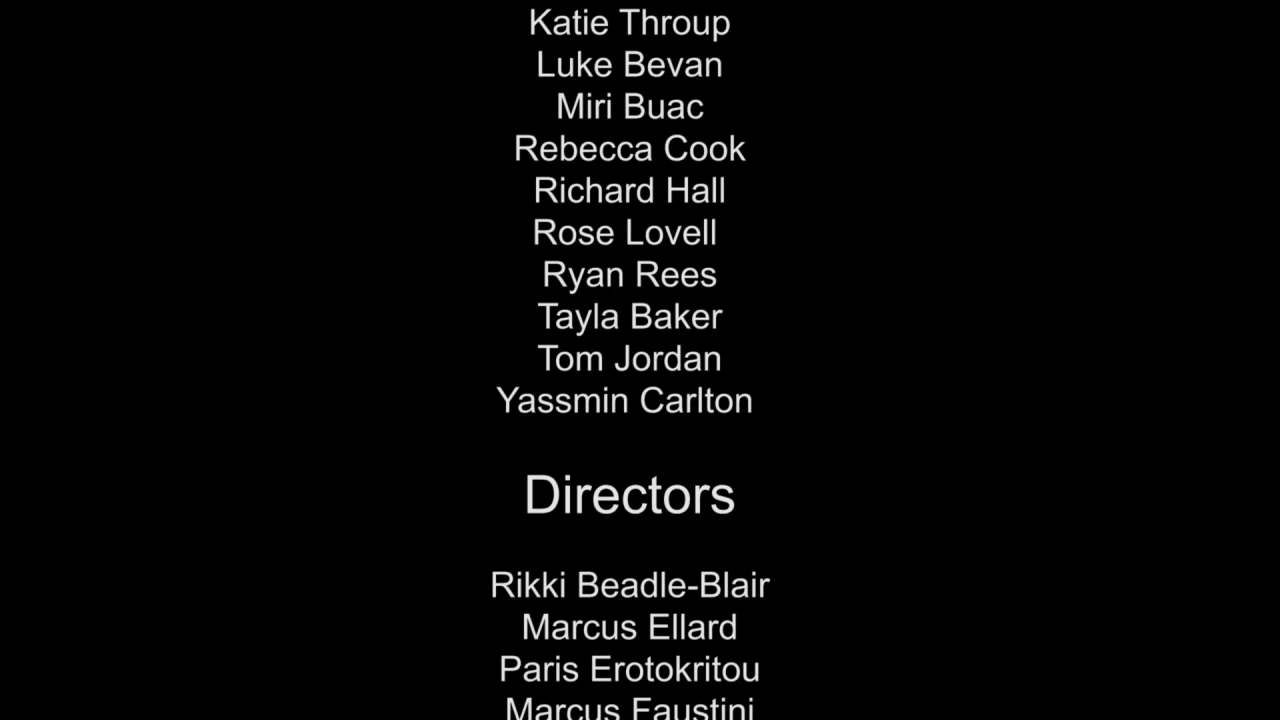 Katie Throup
Luke Bevan
Miri Buac
Rebecca Cook
Richard Hall
Rose Lovell
Ryan Rees
Tayla Baker
Tom Jordan
Yassmin Carlton
Directors
Rikki Beadle-Blair
Marcus Ellard
Paris Erotokritou
Marcus Faustini